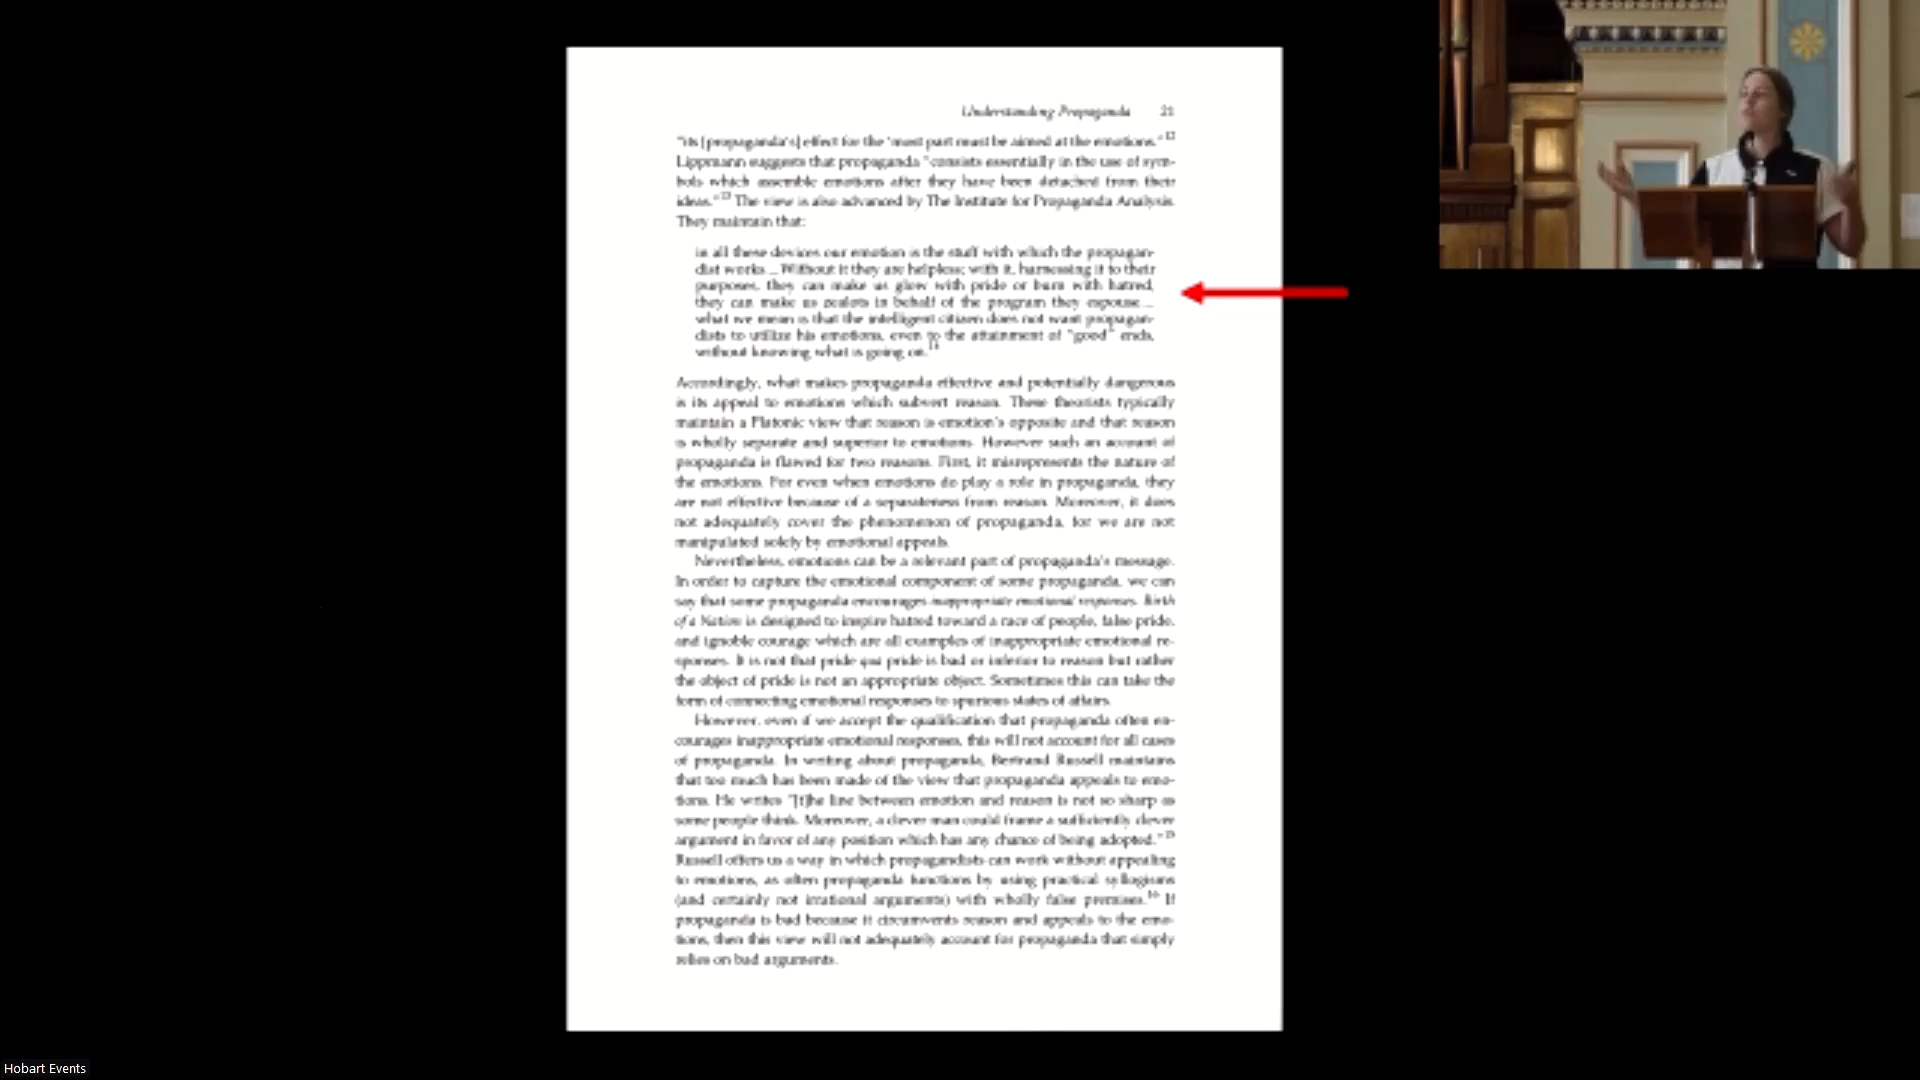 Understanding Propaganda 21
"its [propaganda's] effect for the 'most part must be aimed at the emotions." 12
Lippmann suggests that propaganda "consists essentially in the use of sym-
bols which assemble emotions after they have been detached from their
ideas." 13 The view is also advanced by The Institute for Propaganda Analysis.
They maintain that:
in all these devices our emotion is the stuff with which the propagan-
dist works... Without it they are helpless; with it, harnessing it to their
purposes, they can make us glow with pride or burn with hatred,
they can make us zealots in behalf of the program they espouse...
what we mean is that the intelligent citizen does not want propagan-
dists to utilize his emotions, even to the attainment of "good" ends,
without knowing what is going on. 14
Accordingly, what makes propaganda effective and potentially dangerous
is its appeal to emotions which subvert reason. These theorists typically
maintain a Platonic view that reason is emotion's opposite and that reason
is wholly separate and superior to emotions. However such an account of
propaganda is flawed for two reasons. First, it misrepresents the nature of
the emotions. For even when emotions do play a role in propaganda, they
are not effective because of a separateness from reason. Moreover, it does
not adequately cover the phenomenon of propaganda, for we are not
manipulated solely by emotional appeals.
Nevertheless, emotions can be a relevant part of propaganda's message.
In order to capture the emotional component of some propaganda, we can
say that some propaganda encourages inappropriate emotional responses. Birth
of a Nation is designed to inspire hatred toward a race of people, false pride,
and ignoble courage which are all examples of inappropriate emotional re-
sponses. It is not that pride qua pride is bad or inferior to reason but rather
the object of pride is not an appropriate object. Sometimes this can take the
form of connecting emotional responses to spurious states of affairs.
However, even if we accept the qualification that propaganda often en-
courages inappropriate emotional responses, this will not account for all cases
of propaganda. In writing about propaganda, Bertrand Russell maintains
that too much has been made of the view that propaganda appeals to emo-
tions. He writes "[t]he line between emotion and reason is not so sharp as
some people think. Moreover, a clever man could frame a sufficiently clever
argument in favor of any position which has any chance of being adopted." 15
Russell offers us a way in which propagandists can work without appealing
to emotions, as often propaganda functions by using practical syllogisms
(and certainly not irrational arguments) with wholly false premises. 16 If
propaganda is bad because it circumvents reason and appeals to the emo-
tions, then this view will not adequately account for propaganda that simply
relies on bad arguments.
Hobart Events